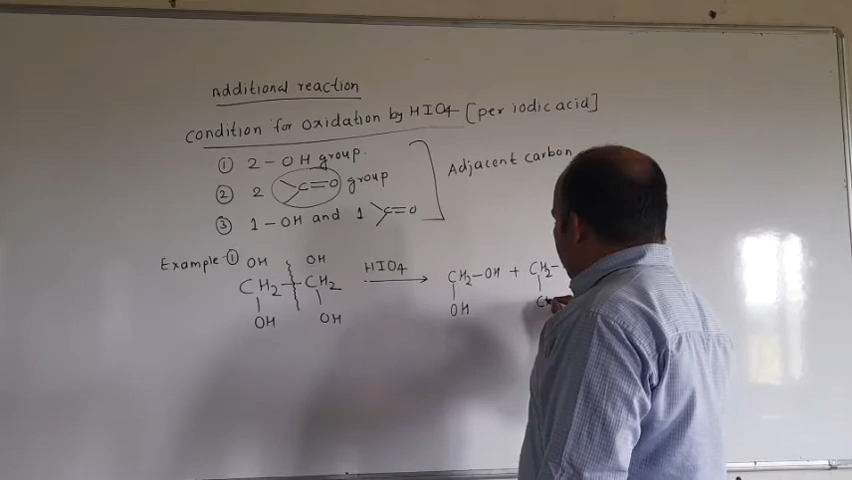 Additional reaction
condition for oxidation by HIO4 [per iodic acid]
① 2-OH group.
② 2 >C=O group
③ 1-OH and 1 >C=O
Adjacent carbon
Example-①
OH OH
CH2 CH2
OH OH
HIO4
CH2-OH + CH2-
OH